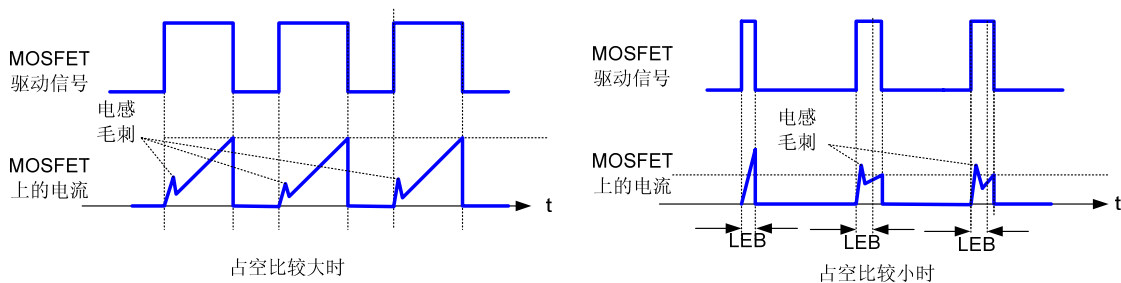 MOSFET
驱动信号
电感
毛刺
MOSFET
上的电流
t
占空比较大时
MOSFET
驱动信号
电感
毛刺
MOSFET
上的电流
t
LEB
LEB
LEB
占空比较小时